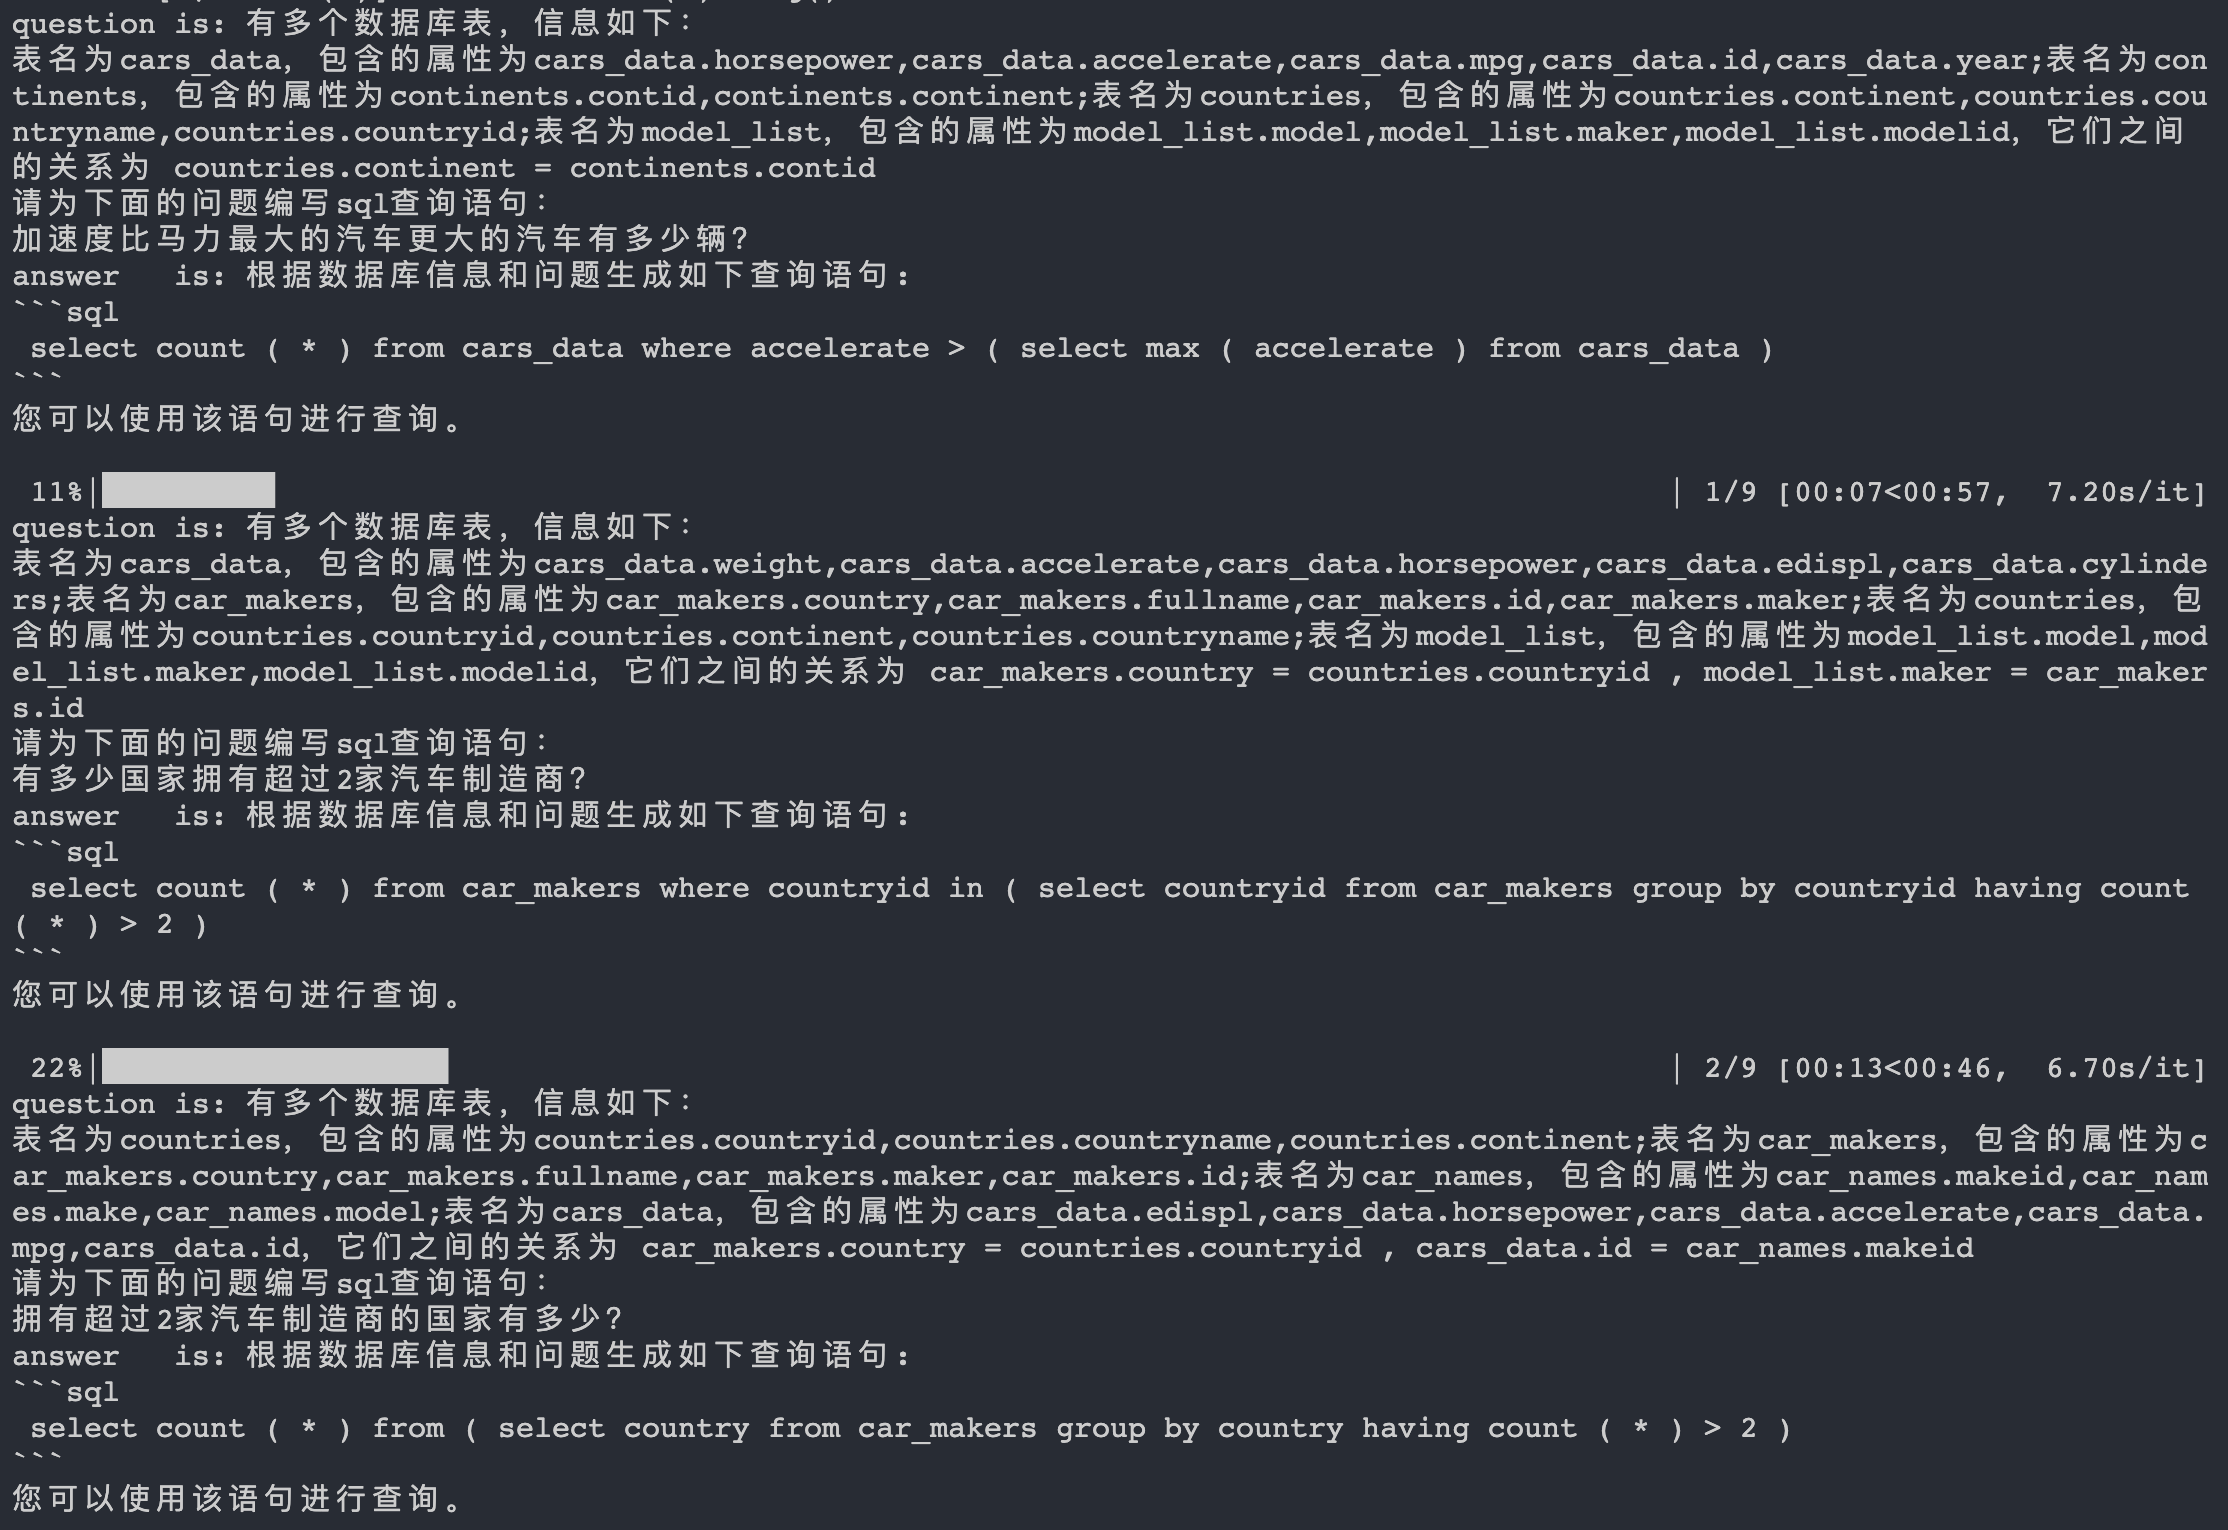 question is: 有多个数据库表, 信息如下:
表名为cars_data, 包含的属性为cars_data.horsepower,cars_data.accelerate,cars_data.mpg,cars_data.id,cars_data.year;表名为con
tinents, 包含的属性为continents.contid,continents.continent;表名为countries, 包含的属性为countries.continent,countries.cou
ntryname,countries.countryid;表名为model_list, 包含的属性为model_list.model,model_list.maker,model_list.modelid, 它们之间
的关系为 countries.continent = continents.contid
请为下面的问题编写sql查询语句:
加速度比马力最大的汽车更大的汽车有多少辆?
answer   is: 根据数据库信息和问题生成如下查询语句:
```sql
 select count ( * ) from cars_data where accelerate > ( select max ( accelerate ) from cars_data )
```
您可以使用该语句进行查询。
 11%| | 1/9 [00:07<00:57,  7.20s/it]
question is: 有多个数据库表, 信息如下:
表名为cars_data, 包含的属性为cars_data.weight,cars_data.accelerate,cars_data.horsepower,cars_data.edispl,cars_data.cylinde
rs;表名为car_makers, 包含的属性为car_makers.country,car_makers.fullname,car_makers.id,car_makers.maker;表名为countries, 包
含的属性为countries.countryid,countries.continent,countries.countryname;表名为model_list, 包含的属性为model_list.model,mod
el_list.maker,model_list.modelid, 它们之间的关系为 car_makers.country = countries.countryid , model_list.maker = car_maker
s.id
请为下面的问题编写sql查询语句:
有多少国家拥有超过2家汽车制造商?
answer   is: 根据数据库信息和问题生成如下查询语句:
```sql
 select count ( * ) from car_makers where countryid in ( select countryid from car_makers group by countryid having count
( * ) > 2 )
```
您可以使用该语句进行查询。
 22%| | 2/9 [00:13<00:46,  6.70s/it]
question is: 有多个数据库表, 信息如下:
表名为countries, 包含的属性为countries.countryid,countries.countryname,countries.continent;表名为car_makers, 包含的属性为c
ar_makers.country,car_makers.fullname,car_makers.maker,car_makers.id;表名为car_names, 包含的属性为car_names.makeid,car_nam
es.make,car_names.model;表名为cars_data, 包含的属性为cars_data.edispl,cars_data.horsepower,cars_data.accelerate,cars_data.
mpg,cars_data.id, 它们之间的关系为 car_makers.country = countries.countryid , cars_data.id = car_names.makeid
请为下面的问题编写sql查询语句:
拥有超过2家汽车制造商的国家有多少?
answer   is: 根据数据库信息和问题生成如下查询语句:
```sql
 select count ( * ) from ( select country from car_makers group by country having count ( * ) > 2 )
```
您可以使用该语句进行查询。